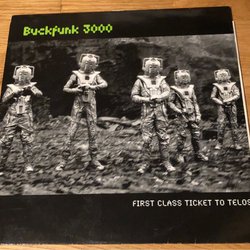 Buckfunk 3000
FIRST CLASS TICKET TO TELOS